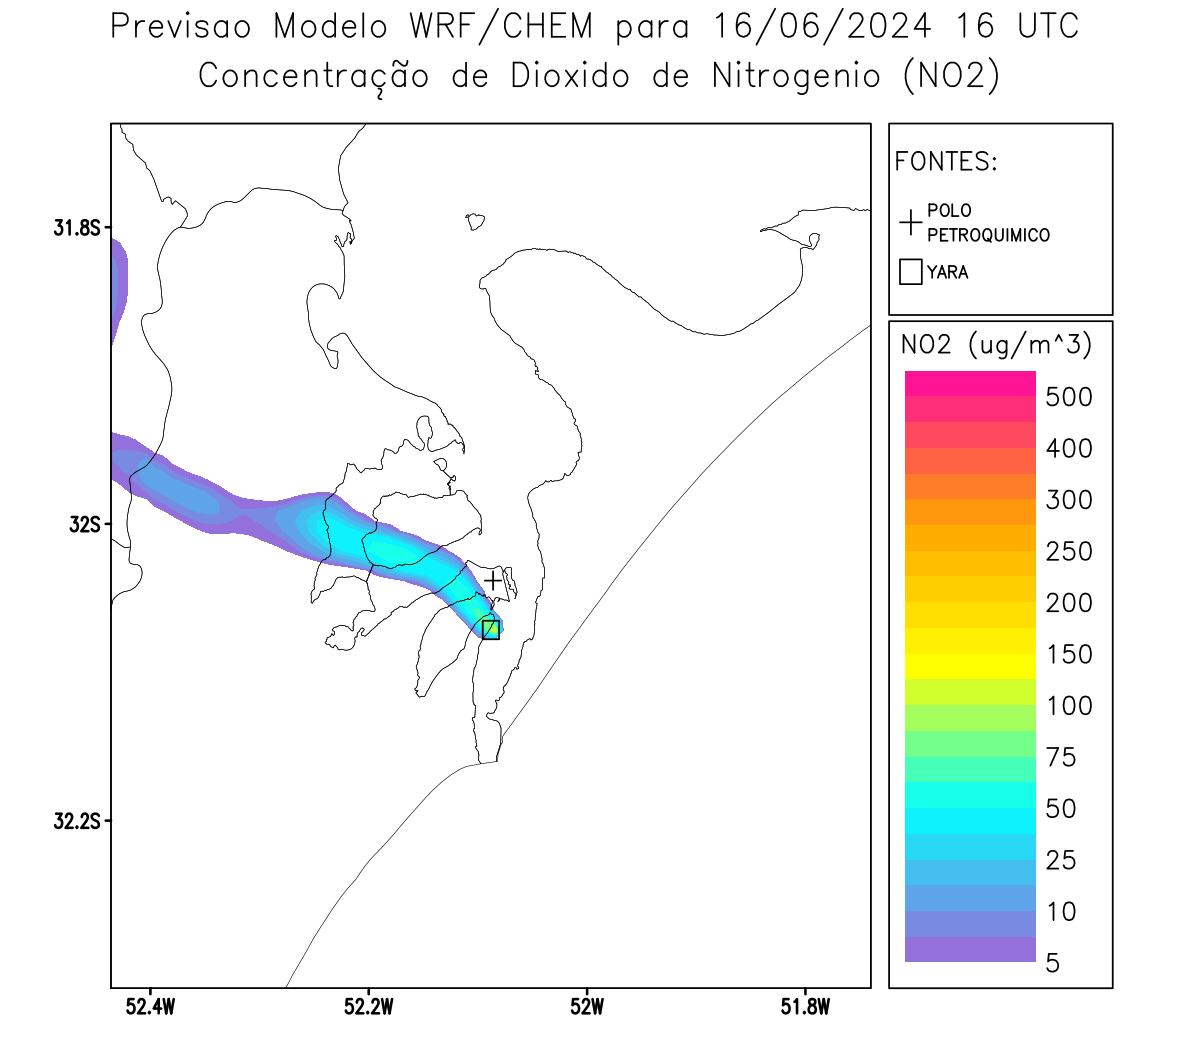 Previsao Modelo WRF/CHEM para 16/06/2024 16 UTC
Concentração de Dioxido de Nitrogenio (NO2)
FONTES:
POLO
PETROQUIMICO
YARA
NO2 (ug/m^3)
500
400
300
250
200
150
100
75
50
25
10
5
31.8S
32S
32.2S
52.4W
52.2W
52W
51.8W